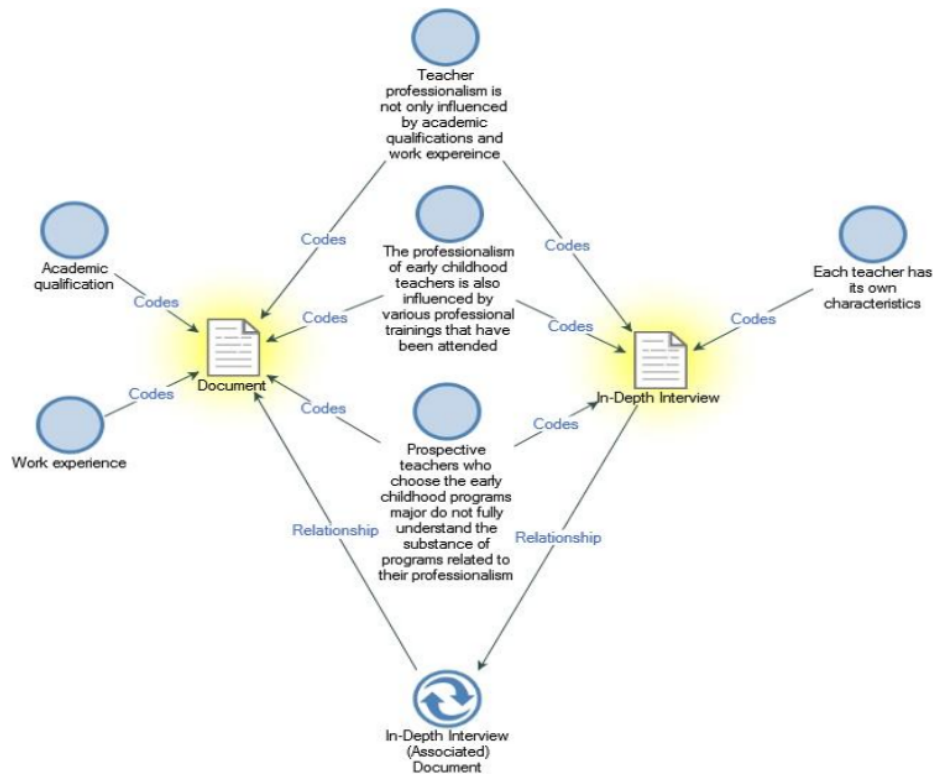 Teacher
professionalism is
not only influenced
by academic
qualifications and
work expereince
Codes
Codes
Academic
qualification
Codes
The professionalism
of early childhood
teachers is also
influenced by
various professional
trainings that have
been attended
Codes
Codes
Each teacher has
its own
characteristics
Codes
Document
In-Depth Interview
Codes
Work experience
Codes
Codes
Prospective
teachers who
choose the early
childhood programs
major do not fully
understand the
substance of
programs related to
their professionalism
Relationship
Relationship
In-Depth Interview
(Associated)
Document